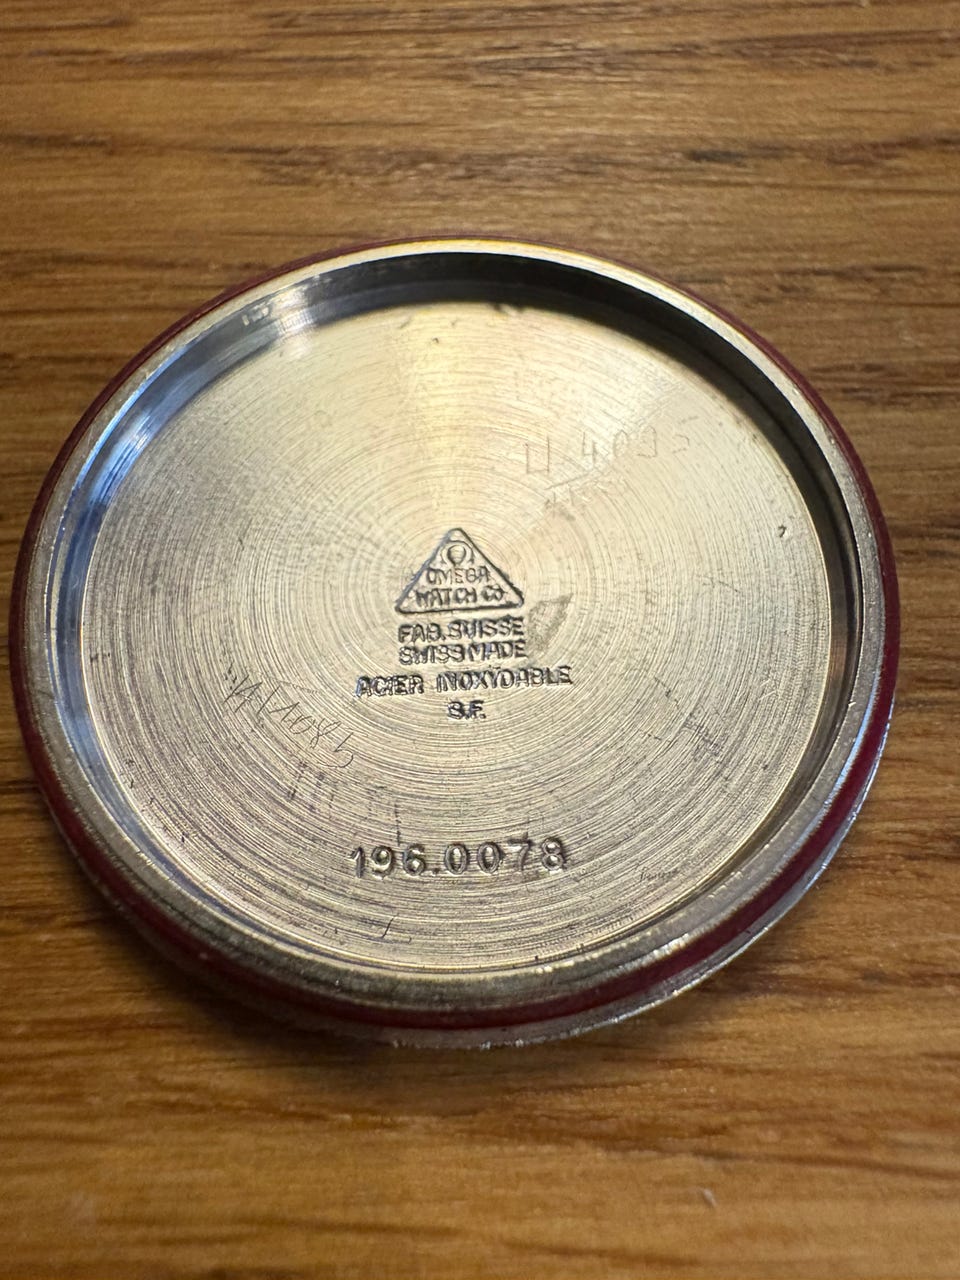 OMEGA
WATCH Co
FAB. SUISSE
SWISS MADE
ACIER INOXYDABLE
B.F.
196.0078